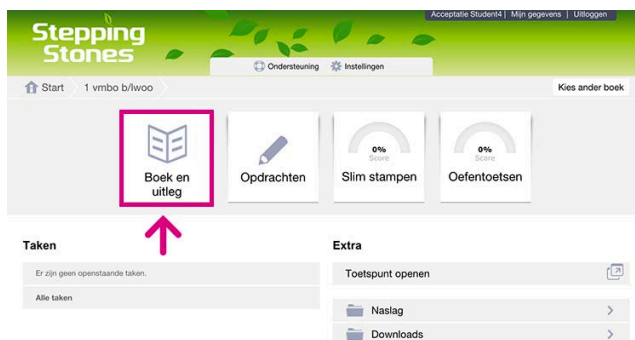 Stepping
Stones
Acceptatie Student4 | Mijn gegevens | Uitloggen
Ondersteuning
Instellingen
Start
1 vmbo b/lwoo
Kies ander boek
Boek en
uitleg
Opdrachten
0%
Score
Slim stampen
0%
Score
Oefentoetsen
Taken
Er zijn geen openstaande taken.
Alle taken
Extra
Toetspunt openen
Naslag
Downloads